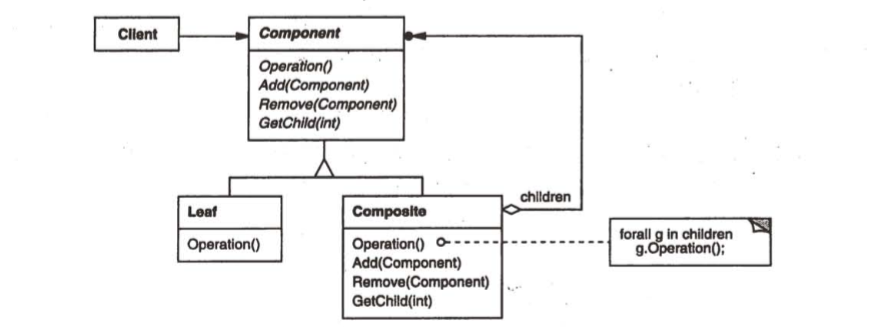 Client
Component
Operation()
Add(Component)
Remove(Component)
GetChild(int)
Leaf
Operation()
Composite
Operation()
Add(Component)
Remove(Component)
GetChild(int)
children
forall g in children
g.Operation();